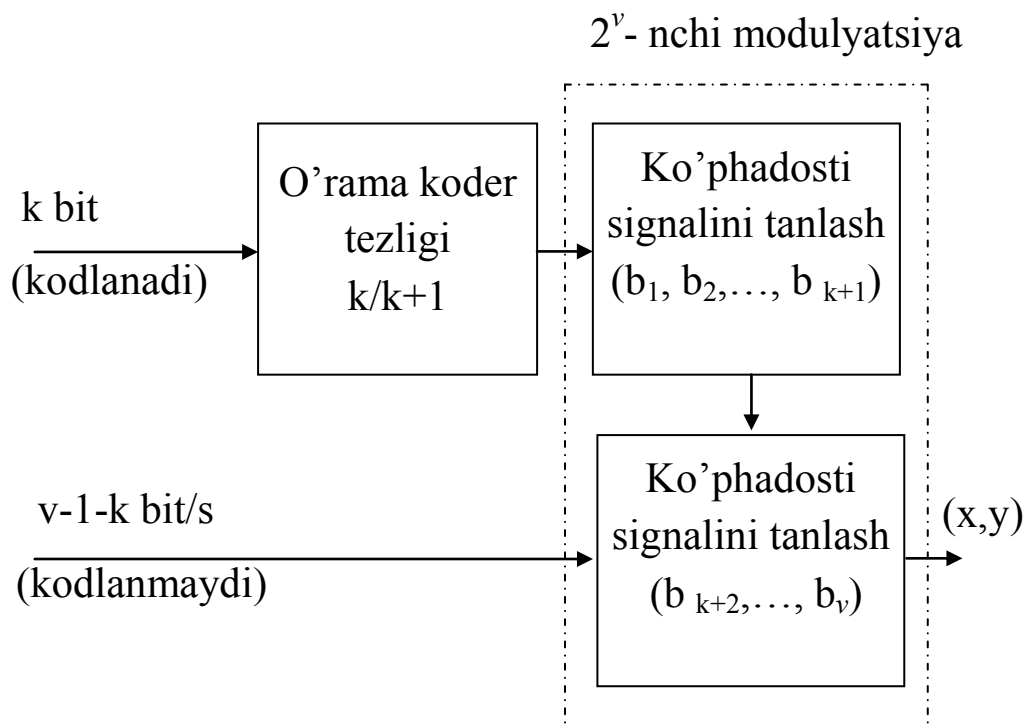 2ᵛ- nchi modulyatsiya
k bit
(kodlanadi)
O’rama koder
tezligi
k/k+1
Ko’phadosti
signalini tanlash
(b₁, b₂,…, b ₖ₊₁)
v-1-k bit/s
(kodlanmaydi)
Ko’phadosti
signalini tanlash
(b ₖ₊₂,…, bᵥ)
(x,y)